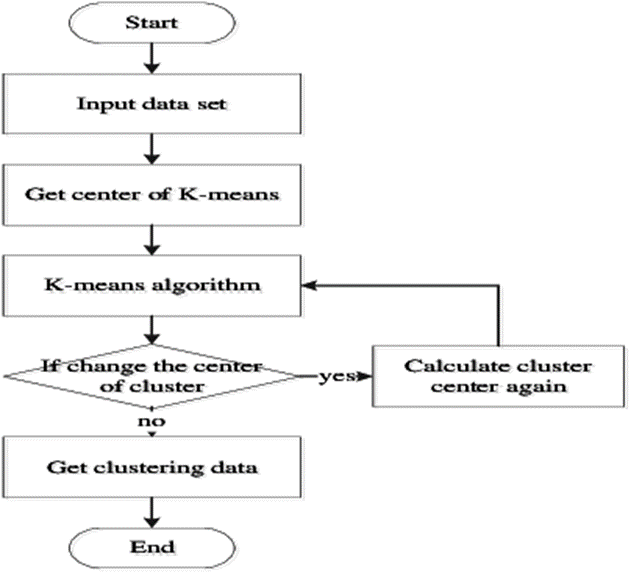 Start
Input data set
Get center of K-means
K-means algorithm
If change the center
of cluster
yes
Calculate cluster
center again
no
Get clustering data
End